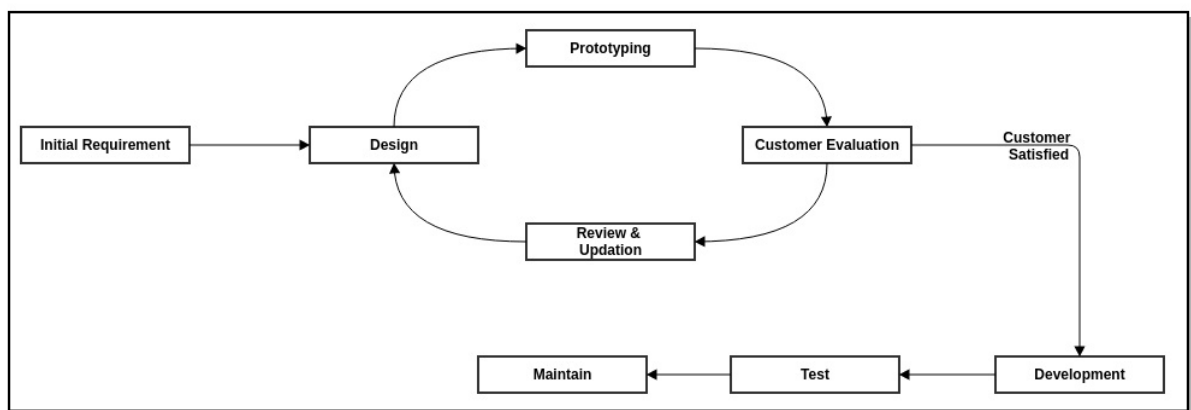 Prototyping
Initial Requirement
Design
Customer Evaluation
Customer
Satisfied
Review &
Updation
Maintain
Test
Development